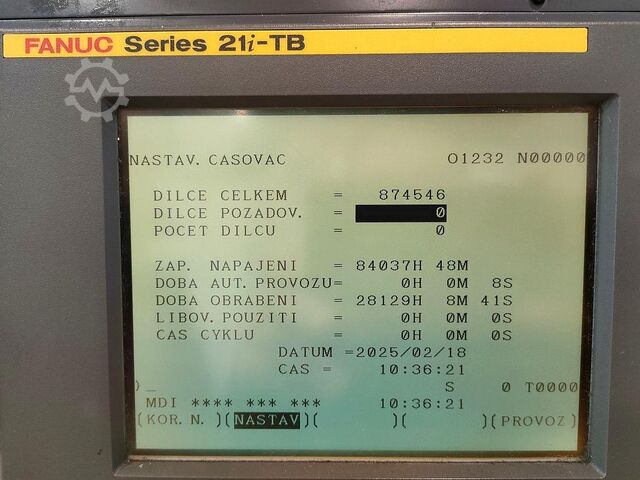 FANUC Series 21i-TB
NASTAV. CASOVAC O1232 N00000
DILCE CELKEM = 874546
DILCE POZADOV. = 0
POCET DILCU = 0
ZAP. NAPAJENI = 84037H 48M
DOBA AUT. PROVOZU= 0H 0M 8S
DOBA OBRABENI = 28129H 8M 41S
LIBOV. POUZITI = 0H 0M 0S
CAS CYKLU = 0H 0M 0S
DATUM =2025/02/18
CAS = 10:36:21
)_ S 0 T0000
MDI **** *** *** 10:36:21
(KOR. N. )(NASTAV)( )( )(PROVOZ)